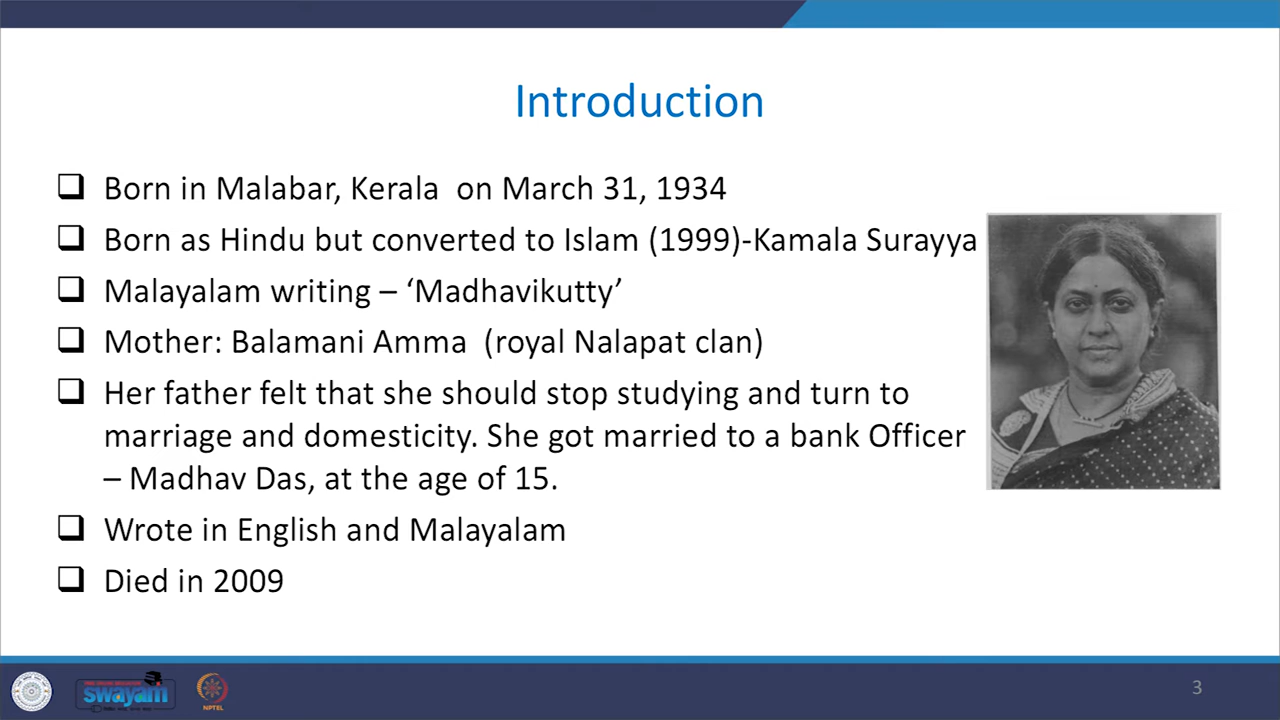 Introduction
Born in Malabar, Kerala on March 31, 1934
Born as Hindu but converted to Islam (1999)-Kamala Surayya
Malayalam writing – ‘Madhavikutty’
Mother: Balamani Amma (royal Nalapat clan)
Her father felt that she should stop studying and turn to
marriage and domesticity. She got married to a bank Officer
– Madhav Das, at the age of 15.
Wrote in English and Malayalam
Died in 2009
swayam
NPTEL
3